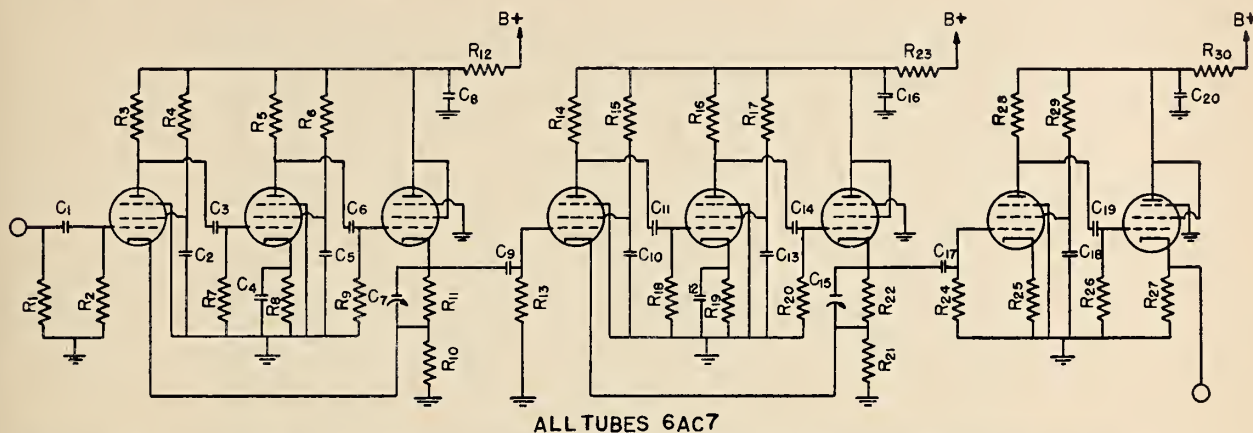 B+
B+
B+
R12
R23
R30
C8
C16
C20
R3
R4
R5
R6
R14
R15
R16
R17
R28
R29
C1
C3
C6
C11
C14
C19
C2
C5
C9
C10
C13
C17
C18
R1
R2
R7
C4
R8
R9
C7
R11
R13
R18
R19
R20
C15
R22
R24
R25
R26
R27
R10
R21
ALL TUBES 6AC7